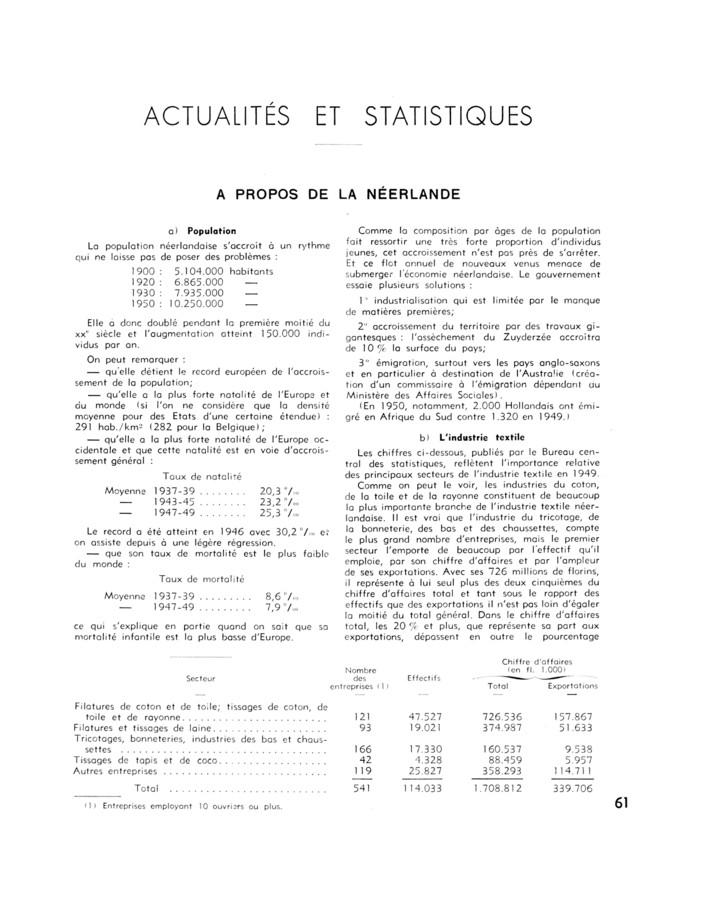 ACTUALITÉS ET STATISTIQUES
A PROPOS DE LA NÉERLANDE
a) Population
La population néerlandaise s'accroît à un rythme
qui ne laisse pas de poser des problèmes :
1900 : 5.104.000 habitants
1920 : 6.865.000 —
1930 : 7.935.000 —
1950 : 10.250.000 —
Elle a donc doublé pendant la première moitié du
XXe siècle et l'augmentation atteint 150.000 indi-
vidus par an.
On peut remarquer :
— qu'elle détient le record européen de l'accrois-
sement de la population;
— qu'elle a la plus forte natalité de l'Europe et
du monde (si l'on ne considère que la densité
moyenne pour des Etats d'une certaine étendue) :
291 hab./km² (282 pour la Belgique);
— qu'elle a la plus forte natalité de l'Europe oc-
cidentale et que cette natalité est en voie d'accrois-
sement général :
Taux de natalité
Moyenne 1937-39 ........ 20,3 °/₀₀
— 1943-45 ........ 23,2 °/₀₀
— 1947-49 ........ 25,3 °/₀₀
Le record a été atteint en 1946 avec 30,2 °/₀₀ et
on assiste depuis à une légère régression.
— que son taux de mortalité est le plus faible
du monde :
Taux de mortalité
Moyenne 1937-39 ......... 8,6 °/₀₀
— 1947-49 ......... 7,9 °/₀₀
ce qui s'explique en partie quand on sait que sa
mortalité infantile est la plus basse d'Europe.
Comme la composition par âges de la population
fait ressortir une très forte proportion d'individus
jeunes, cet accroissement n'est pas près de s'arrêter.
Et ce flot annuel de nouveaux venus menace de
submerger l'économie néerlandaise. Le gouvernement
essaie plusieurs solutions :
1° industrialisation qui est limitée par le manque
de matières premières;
2° accroissement du territoire par des travaux gi-
gantesques : l'assèchement du Zuyderzée accroîtra
de 10 % la surface du pays;
3° émigration, surtout vers les pays anglo-saxons
et en particulier à destination de l'Australie (créa-
tion d'un commissaire à l'émigration dépendant au
Ministère des Affaires Sociales).
(En 1950, notamment, 2.000 Hollandais ont émi-
gré en Afrique du Sud contre 1.320 en 1949.)
b) L'industrie textile
Les chiffres ci-dessous, publiés par le Bureau cen-
tral des statistiques, reflètent l'importance relative
des principaux secteurs de l'industrie textile en 1949.
Comme on peut le voir, les industries du coton,
de la toile et de la rayonne constituent de beaucoup
la plus importante branche de l'industrie textile néer-
landaise. Il est vrai que l'industrie du tricotage, de
la bonneterie, des bas et des chaussettes, compte
le plus grand nombre d'entreprises, mais le premier
secteur l'emporte de beaucoup par l'effectif qu'il
emploie, par son chiffre d'affaires et par l'ampleur
de ses exportations. Avec ses 726 millions de florins,
il représente à lui seul plus des deux cinquièmes du
chiffre d'affaires total et tant sous le rapport des
effectifs que des exportations il n'est pas loin d'égaler
la moitié du total général. Dans le chiffre d'affaires
total, les 20 % et plus, que représente sa part aux
exportations, dépassent en outre le pourcentage
Secteur Nombre des entreprises (1) Effectifs Chiffre d'affaires (en fl. 1.000)
Total Exportations
Filatures de coton et de toile; tissages de coton, de
toile et de rayonne ........................ 121 47.527 726.536 157.867
Filatures et tissages de laine ................... 93 19.021 374.987 51.633
Tricotages, bonneteries, industries des bas et chaus-
settes .................................. 166 17.330 160.537 9.538
Tissages de tapis et de coco .................. 42 4.328 88.459 5.957
Autres entreprises ........................... 119 25.827 358.293 114.711
Total .......................... 541 114.033 1.708.812 339.706
(1) Entreprises employant 10 ouvriers ou plus.
61